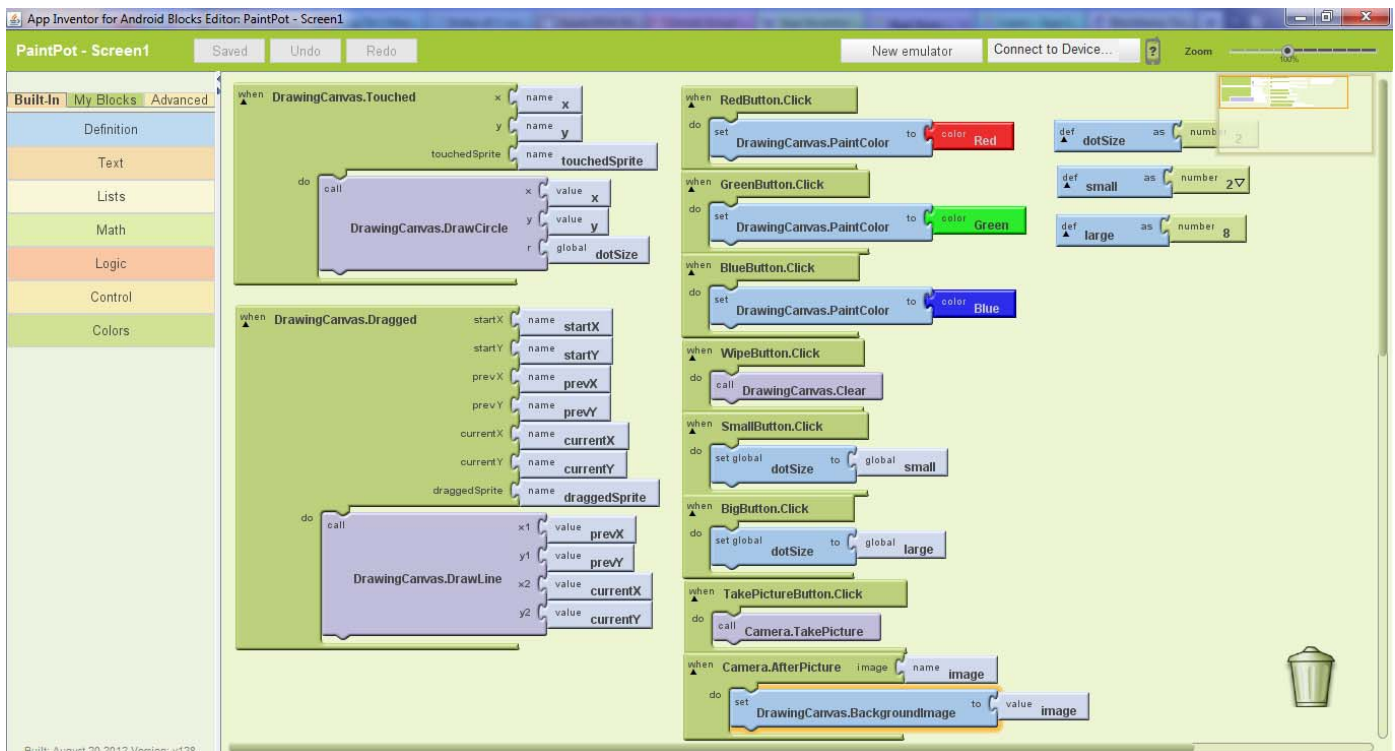 App Inventor for Android Blocks Editor: PaintPot - Screen1
PaintPot - Screen1
Saved
Undo
Redo
New emulator
Connect to Device...
?
Zoom
100%
Built-In
My Blocks
Advanced
Definition
Text
Lists
Math
Logic
Control
Colors
when DrawingCanvas.Touched x name x
y name y
touchedSprite name touchedSprite
do call DrawingCanvas.DrawCircle x value x
y value y
r global dotSize
when DrawingCanvas.Dragged startX name startX
startY name startY
prevX name prevX
prevY name prevY
currentX name currentX
currentY name currentY
draggedSprite name draggedSprite
do call DrawingCanvas.DrawLine x1 value prevX
y1 value prevY
x2 value currentX
y2 value currentY
when RedButton.Click
do set DrawingCanvas.PaintColor to color Red
when GreenButton.Click
do set DrawingCanvas.PaintColor to color Green
when BlueButton.Click
do set DrawingCanvas.PaintColor to color Blue
when WipeButton.Click
do call DrawingCanvas.Clear
when SmallButton.Click
do set global dotSize to global small
when BigButton.Click
do set global dotSize to global large
when TakePictureButton.Click
do call Camera.TakePicture
when Camera.AfterPicture image name image
do set DrawingCanvas.BackgroundImage to value image
def dotSize as number 2
def small as number 2
def large as number 8
Built: August 20 2012 Version: v128